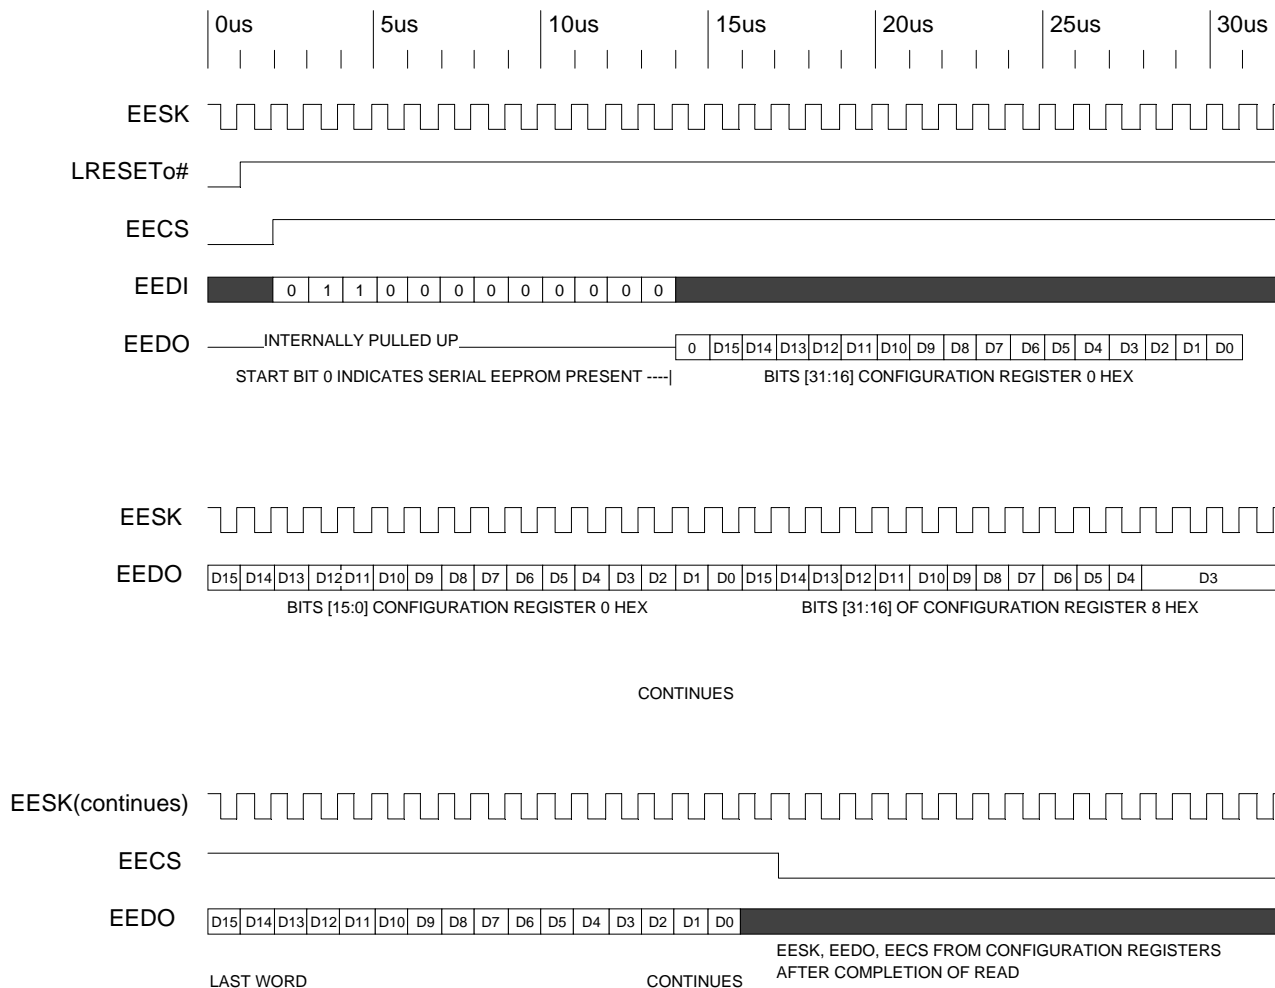 0us 5us 10us 15us 20us 25us 30us
EESK
LRESETo#
EECS
EEDI 0 1 1 0 0 0 0 0 0 0 0 0
EEDO INTERNALLY PULLED UP 0 D15 D14 D13 D12 D11 D10 D9 D8 D7 D6 D5 D4 D3 D2 D1 D0
START BIT 0 INDICATES SERIAL EEPROM PRESENT ----| BITS [31:16] CONFIGURATION REGISTER 0 HEX
EESK
EEDO D15 D14 D13 D12 D11 D10 D9 D8 D7 D6 D5 D4 D3 D2 D1 D0 D15 D14 D13 D12 D11 D10 D9 D8 D7 D6 D5 D4 D3
BITS [15:0] CONFIGURATION REGISTER 0 HEX BITS [31:16] OF CONFIGURATION REGISTER 8 HEX
CONTINUES
EESK(continues)
EECS
EEDO D15 D14 D13 D12 D11 D10 D9 D8 D7 D6 D5 D4 D3 D2 D1 D0
EESK, EEDO, EECS FROM CONFIGURATION REGISTERS
AFTER COMPLETION OF READ
LAST WORD CONTINUES